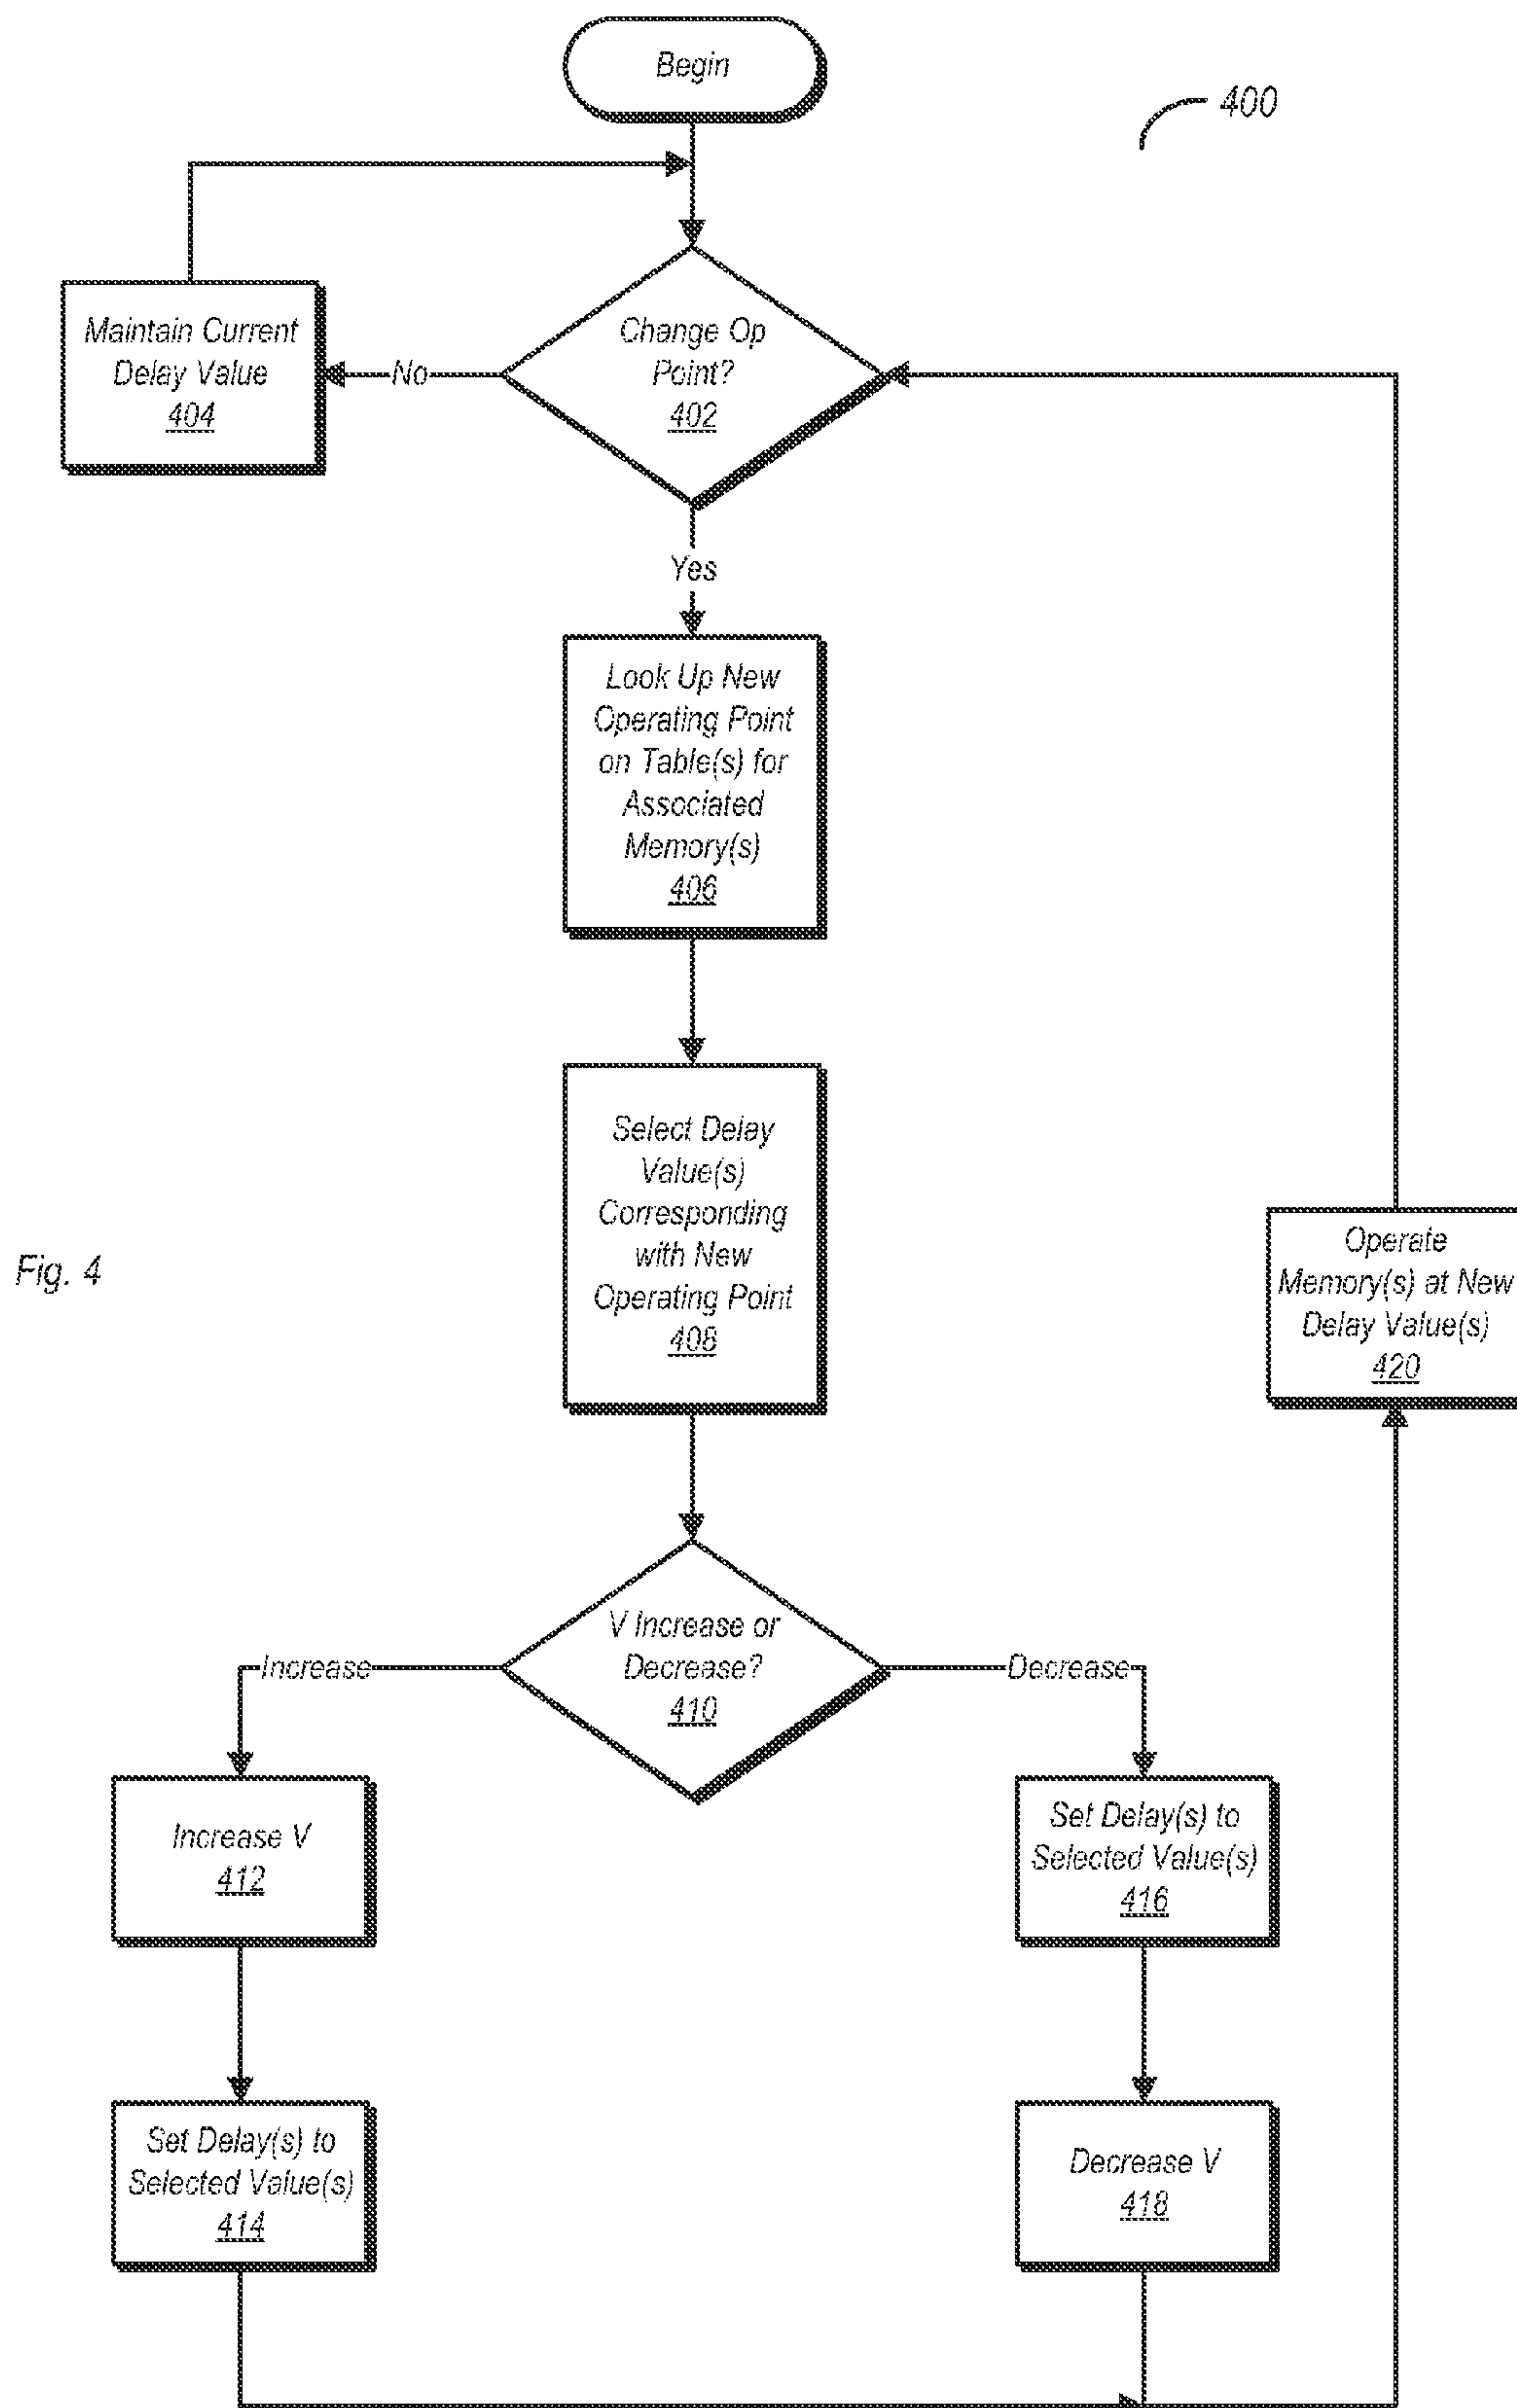 Begin
400
Change Op
Point?
402
Maintain Current
Delay Value
404
No
Yes
Look Up New
Operating Point
on Table(s) for
Associated
Memory(s)
406
Select Delay
Value(s)
Corresponding
with New
Operating Point
408
Fig. 4
Operate
Memory(s) at New
Delay Value(s)
420
V Increase or
Decrease?
410
Increase
Decrease
Increase V
412
Set Delay(s) to
Selected Value(s)
416
Set Delay(s) to
Selected Value(s)
414
Decrease V
418